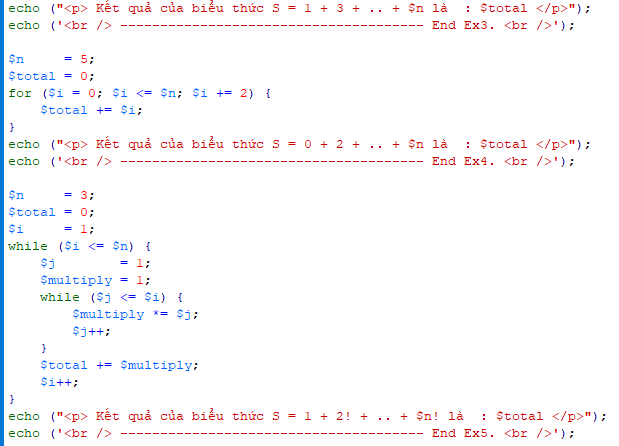 echo ("<p> Kết quả của biểu thức S = 1 + 3 + .. + $n là  : $total </p>");
echo ('<br /> -------------------------------------- End Ex3. <br />');
$n     = 5;
$total = 0;
for ($i = 0; $i <= $n; $i += 2) {
    $total += $i;
}
echo ("<p> Kết quả của biểu thức S = 0 + 2 + .. + $n là  : $total </p>");
echo ('<br /> -------------------------------------- End Ex4. <br />');
$n     = 3;
$total = 0;
$i     = 1;
while ($i <= $n) {
    $j        = 1;
    $multiply = 1;
    while ($j <= $i) {
        $multiply *= $j;
        $j++;
    }
    $total += $multiply;
    $i++;
}
echo ("<p> Kết quả của biểu thức S = 1 + 2! + .. + $n! là  : $total </p>");
echo ('<br /> -------------------------------------- End Ex5. <br />');